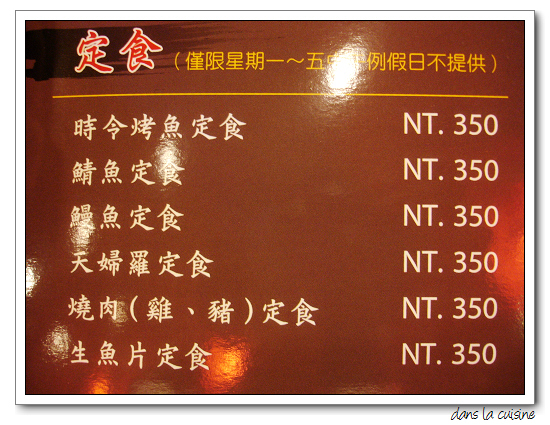 定食（僅限星期一～五 例假日不提供）
時令烤魚定食 NT. 350
鯖魚定食 NT. 350
鰻魚定食 NT. 350
天婦羅定食 NT. 350
燒肉(雞、豬)定食 NT. 350
生魚片定食 NT. 350
dans la cuisine